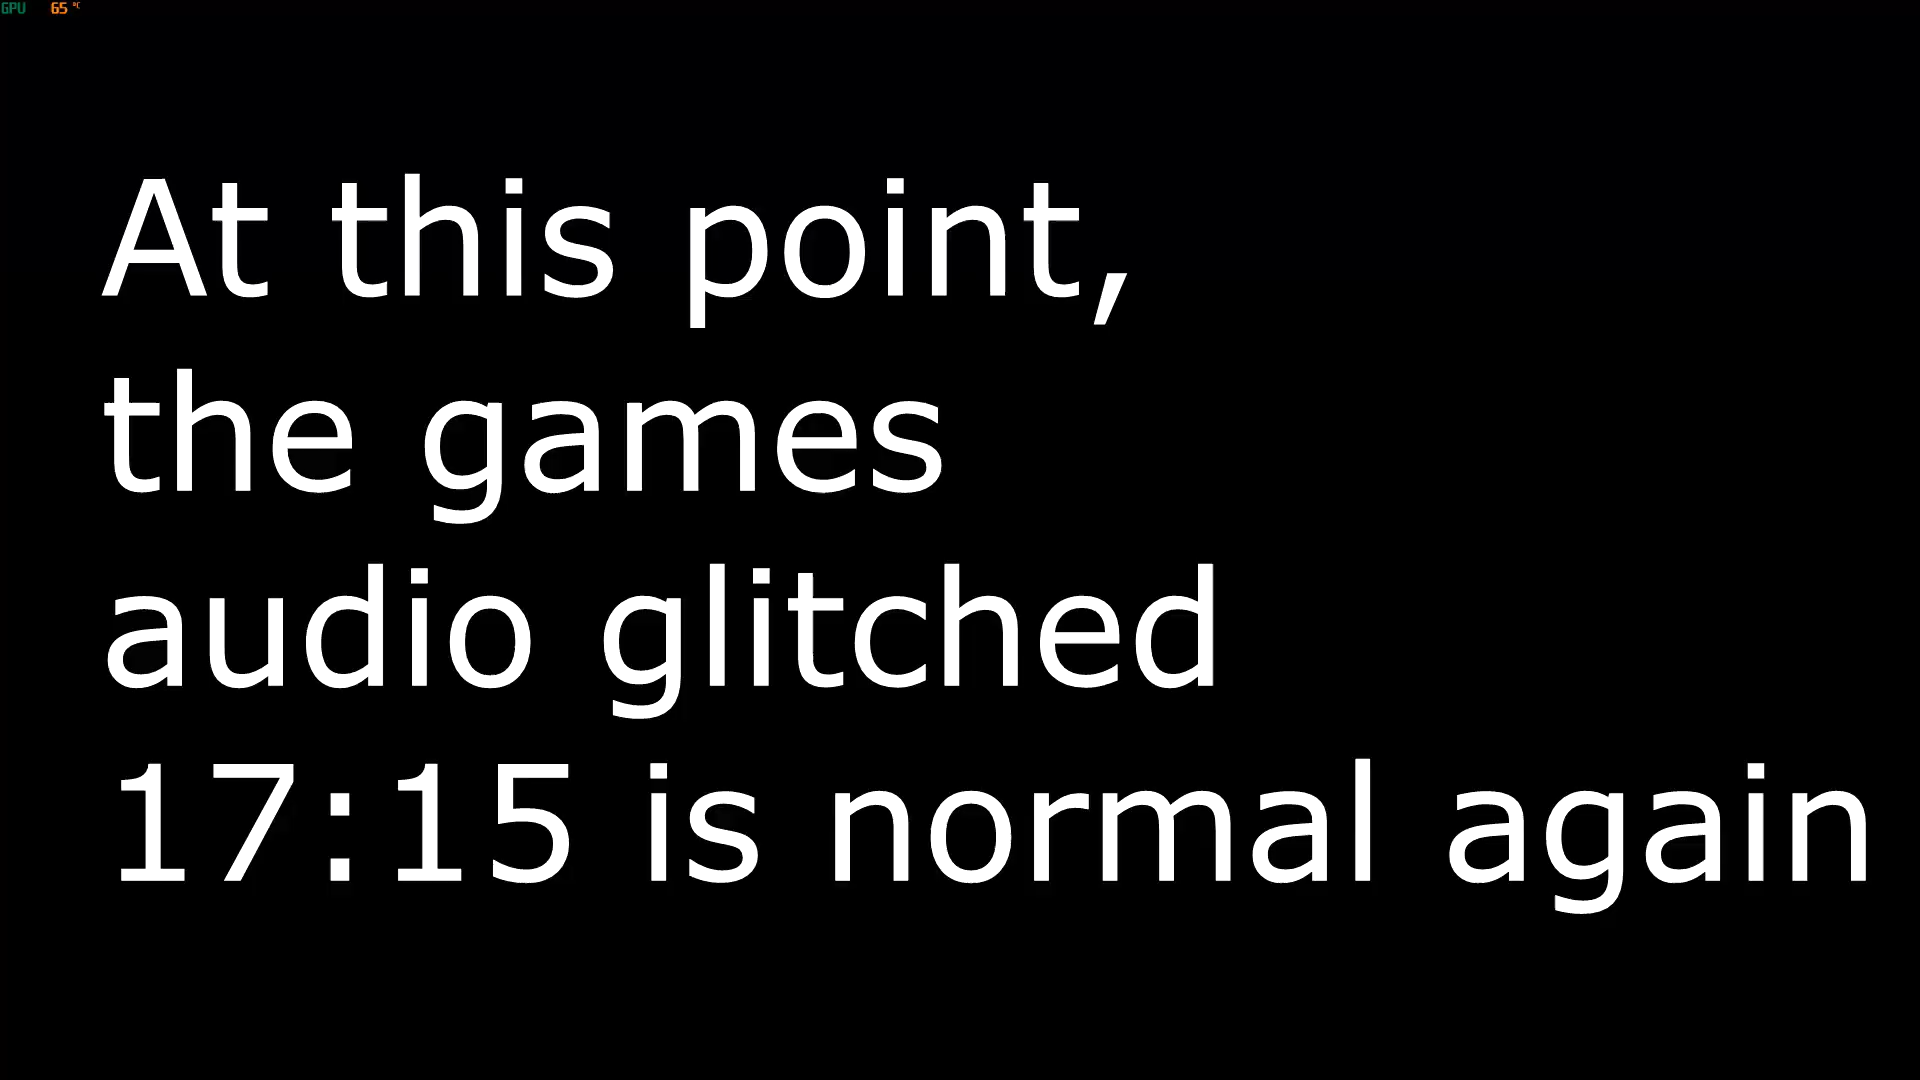 GPU 65 °C
At this point,
the games
audio glitched
17:15 is normal again